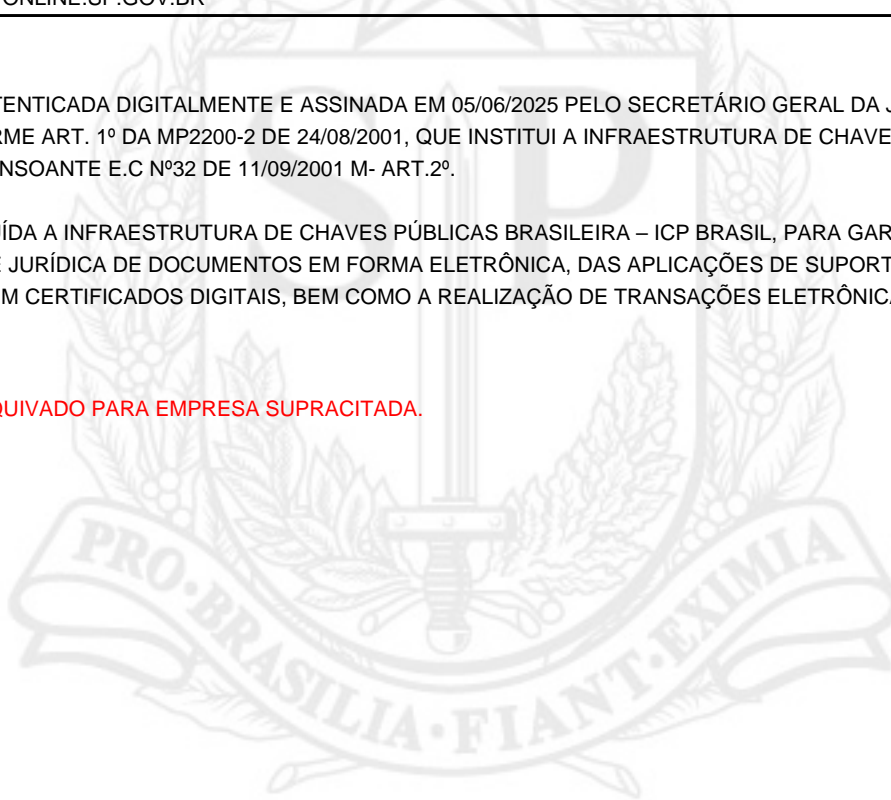 ONLINE.SP.GOV.BR
TENTICADA DIGITALMENTE E ASSINADA EM 05/06/2025 PELO SECRETÁRIO GERAL DA J
RME ART. 1º DA MP2200-2 DE 24/08/2001, QUE INSTITUI A INFRAESTRUTURA DE CHAVE
NSOANTE E.C Nº32 DE 11/09/2001 M- ART.2º.
ÍDA A INFRAESTRUTURA DE CHAVES PÚBLICAS BRASILEIRA – ICP BRASIL, PARA GAR
E JURÍDICA DE DOCUMENTOS EM FORMA ELETRÔNICA, DAS APLICAÇÕES DE SUPORT
M CERTIFICADOS DIGITAIS, BEM COMO A REALIZAÇÃO DE TRANSAÇÕES ELETRÔNICA
QUIVADO PARA EMPRESA SUPRACITADA.
SP
PRO·BRASILIA·FIANT·EXIMIA